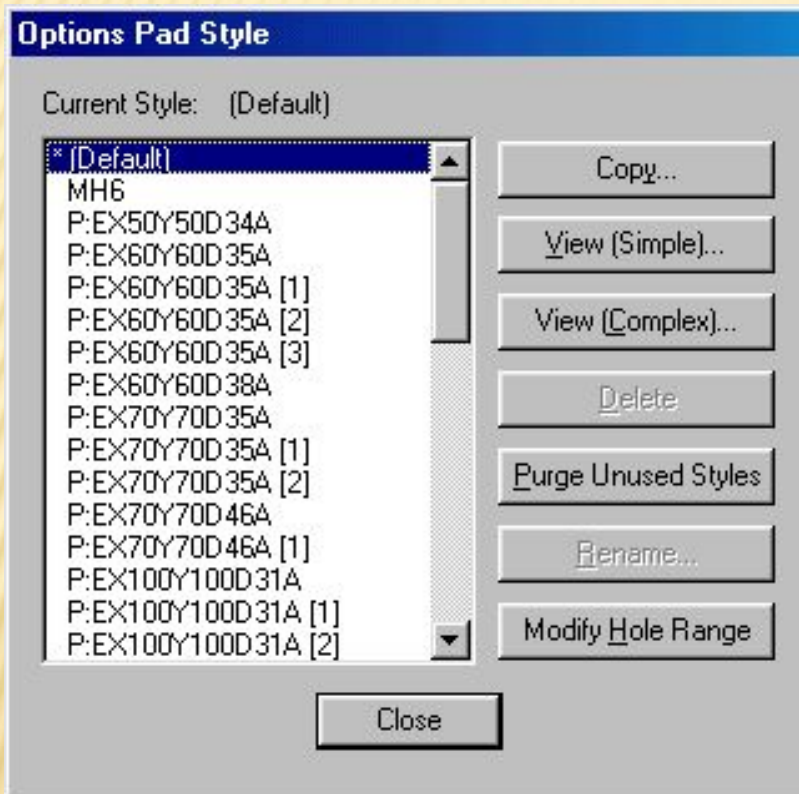 Options Pad Style
Current Style: (Default)
* (Default)
MH6
P:EX50Y50D34A
P:EX60Y60D35A
P:EX60Y60D35A [1]
P:EX60Y60D35A [2]
P:EX60Y60D35A [3]
P:EX60Y60D38A
P:EX70Y70D35A
P:EX70Y70D35A [1]
P:EX70Y70D35A [2]
P:EX70Y70D46A
P:EX70Y70D46A [1]
P:EX100Y100D31A
P:EX100Y100D31A [1]
P:EX100Y100D31A [2]
Copy...
View (Simple)...
View (Complex)...
Delete
Purge Unused Styles
Rename...
Modify Hole Range
Close